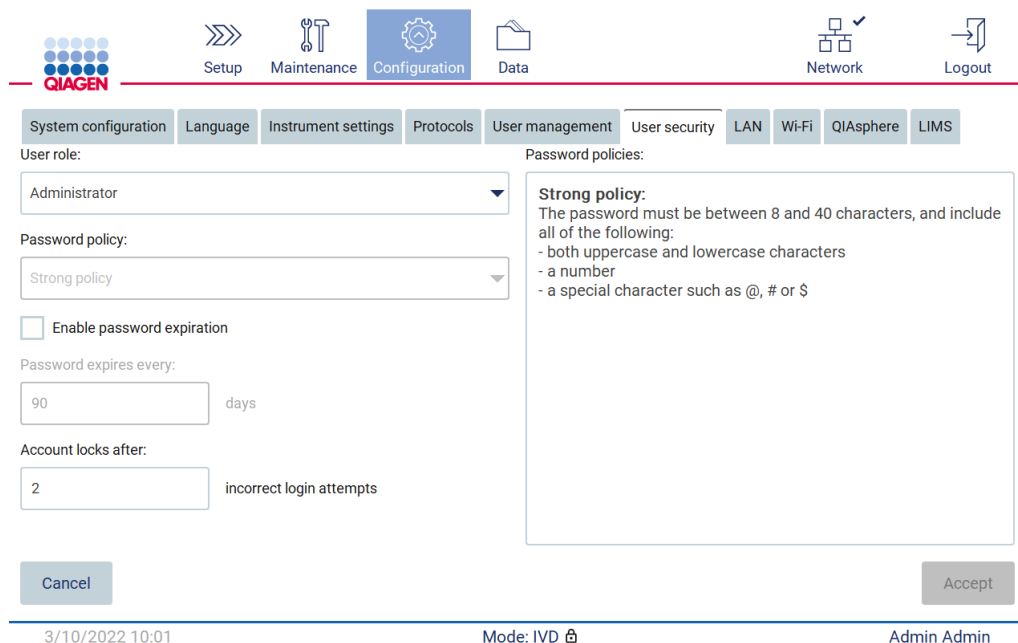 QIAGEN
Setup
Maintenance
Configuration
Data
Network
Logout
System configuration
Language
Instrument settings
Protocols
User management
User security
LAN
Wi-Fi
QIAsphere
LIMS
User role:
Administrator
Password policy:
Strong policy
Enable password expiration
Password expires every:
90 days
Account locks after:
2 incorrect login attempts
Password policies:
Strong policy:
The password must be between 8 and 40 characters, and include
all of the following:
- both uppercase and lowercase characters
- a number
- a special character such as @, # or $
Cancel
Accept
3/10/2022 10:01
Mode: IVD
Admin Admin